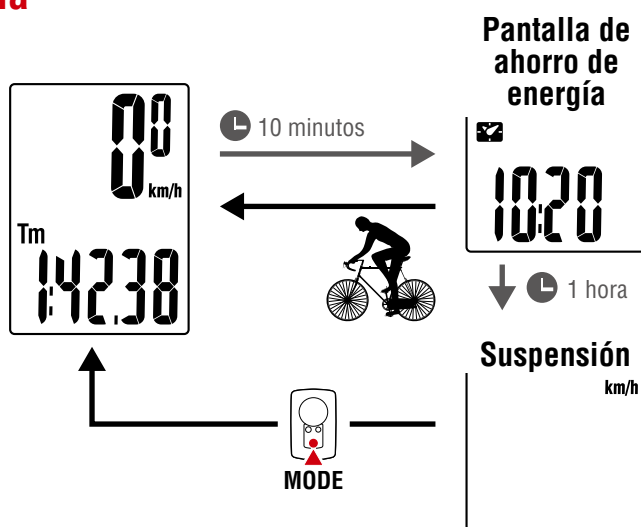 Pantalla de
ahorro de
energía
10 minutos
00
km/h
Tm
1:42.38
10:20
1 hora
Suspensión
km/h
MODE